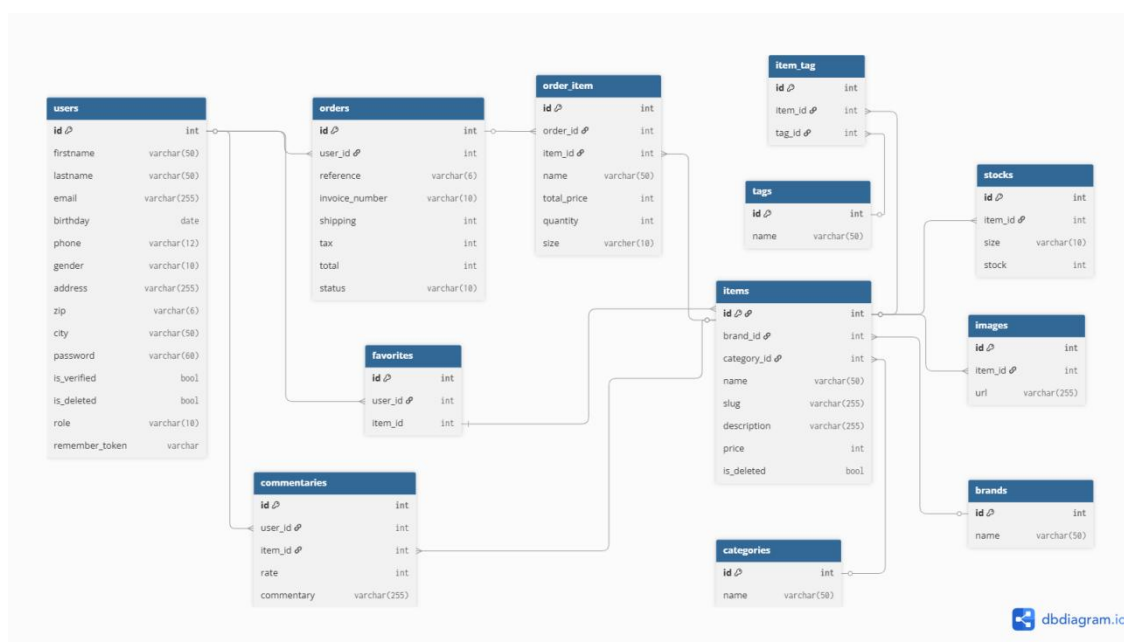 users
id int
firstname varchar(50)
lastname varchar(50)
email varchar(255)
birthday date
phone varchar(12)
gender varchar(10)
address varchar(255)
zip varchar(6)
city varchar(50)
password varchar(60)
is_verified bool
is_deleted bool
role varchar(10)
remember_token varchar
orders
id int
user_id int
reference varchar(6)
invoice_number varchar(10)
shipping int
tax int
total int
status varchar(10)
order_item
id int
order_id int
item_id int
name varchar(50)
total_price int
quantity int
size varcher(10)
item_tag
id int
item_id int
tag_id int
tags
id int
name varchar(50)
stocks
id int
item_id int
size varchar(10)
stock int
items
id int
brand_id int
category_id int
name varchar(50)
slug varchar(255)
description varchar(255)
price int
is_deleted bool
images
id int
item_id int
url varchar(255)
favorites
id int
user_id int
item_id int
commentaries
id int
user_id int
item_id int
rate int
commentary varchar(255)
brands
id int
name varchar(50)
categories
id int
name varchar(50)
dbdiagram.io